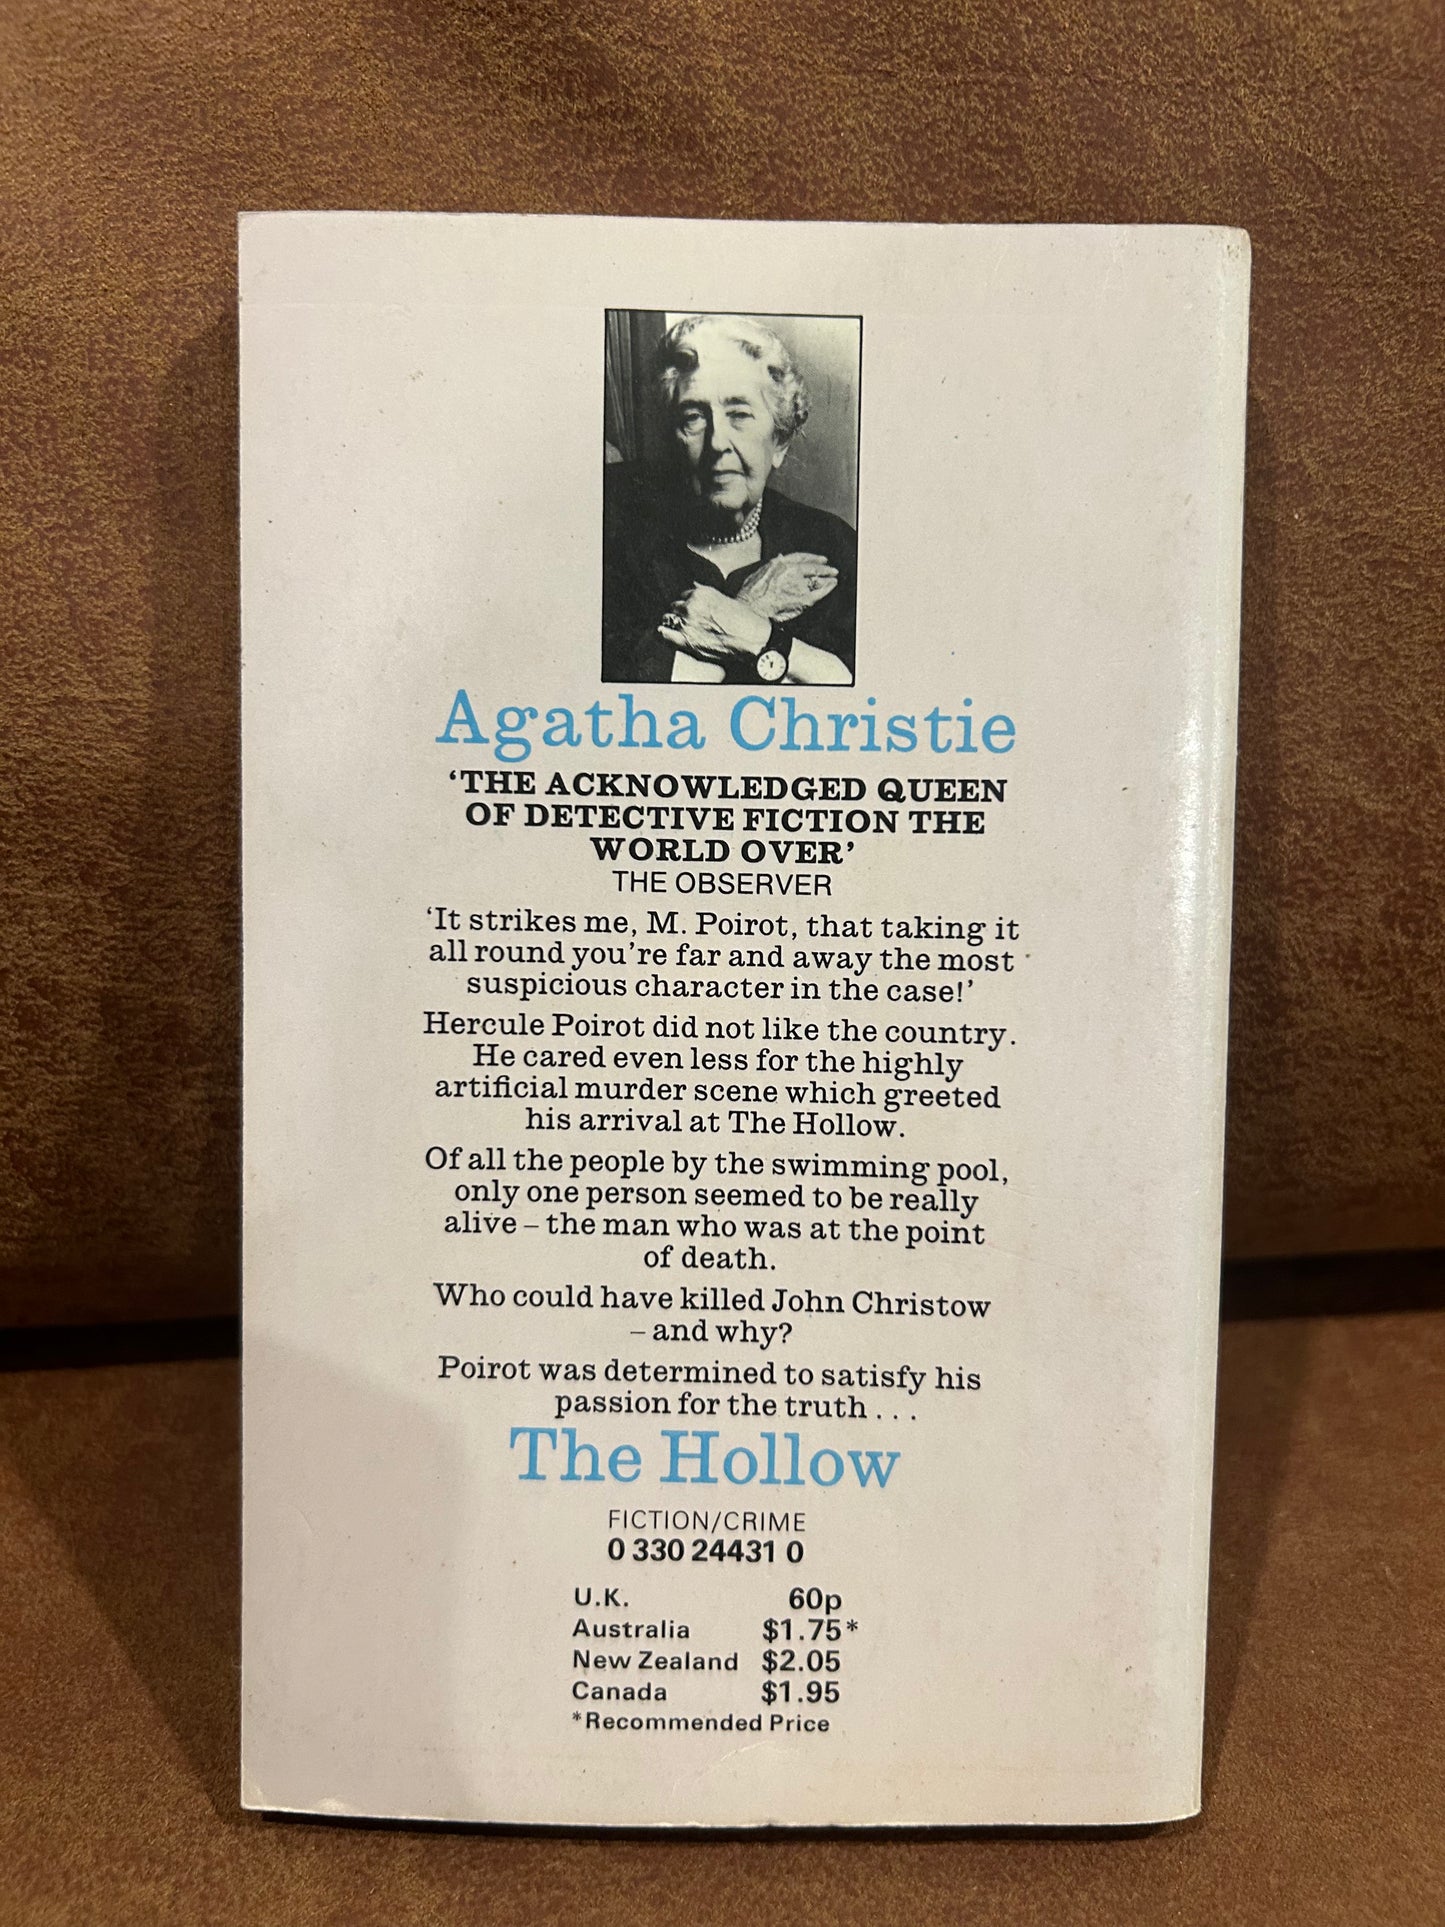 Agatha Christie
‘THE ACKNOWLEDGED QUEEN
OF DETECTIVE FICTION THE
WORLD OVER’
THE OBSERVER
‘It strikes me, M. Poirot, that taking it
all round you’re far and away the most
suspicious character in the case!’
Hercule Poirot did not like the country.
He cared even less for the highly
artificial murder scene which greeted
his arrival at The Hollow.
Of all the people by the swimming pool,
only one person seemed to be really
alive – the man who was at the point
of death.
Who could have killed John Christow
– and why?
Poirot was determined to satisfy his
passion for the truth . . .
The Hollow
FICTION/CRIME
0 330 24431 0
U.K. 60p
Australia $1.75*
New Zealand $2.05
Canada $1.95
*Recommended Price